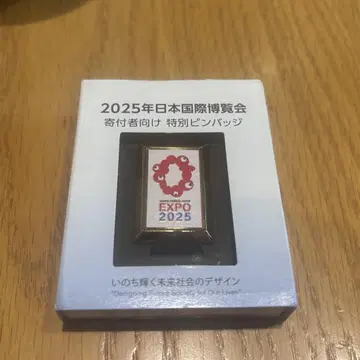 2025年日本国際博覧会
寄付者向け 特別ピンバッジ
EXPO
2025
いのち輝く未来社会のデザイン
"Designing Future Society for Our Lives"